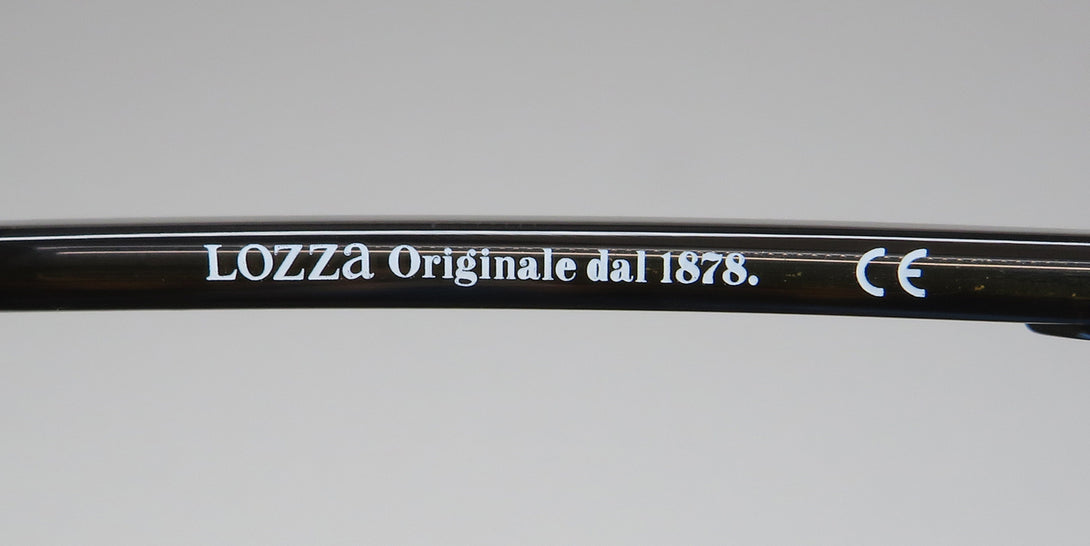 LOZZa Originale dal 1878. CE